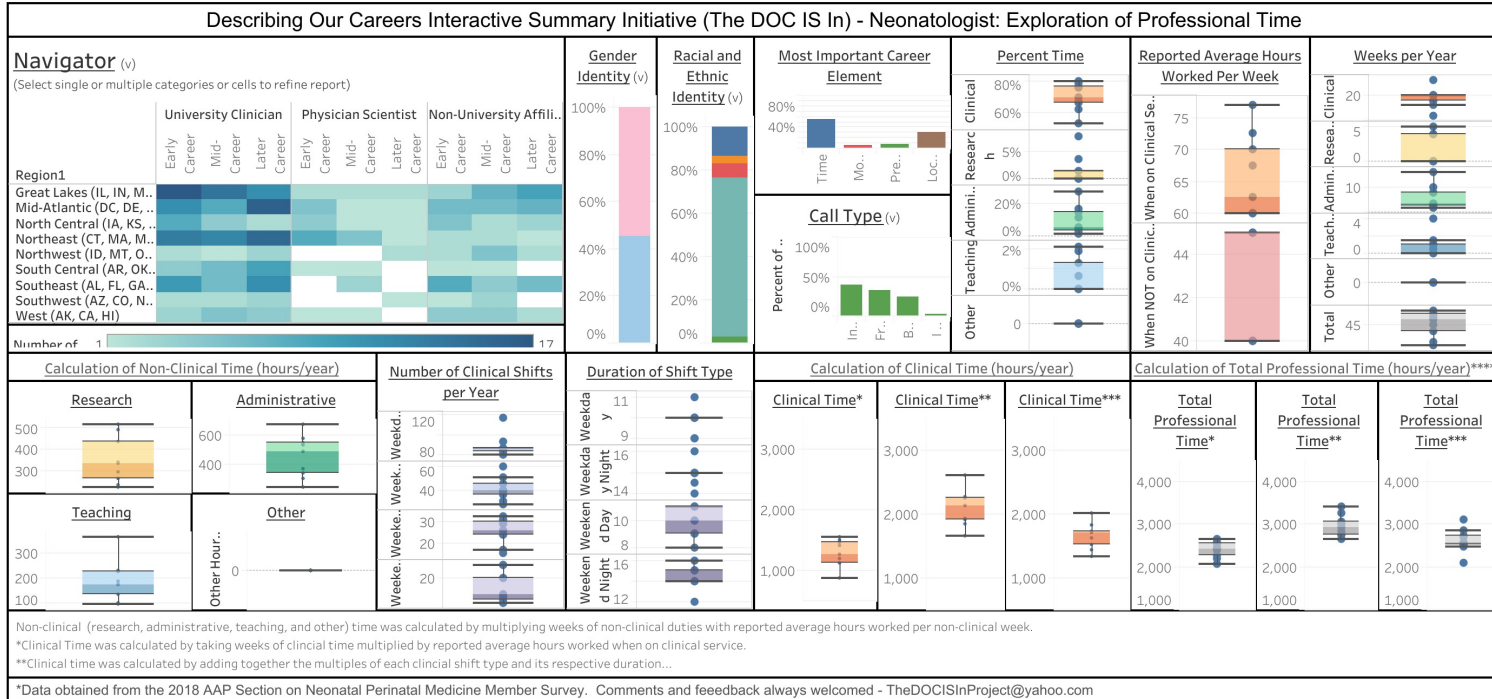 Describing Our Careers Interactive Summary Initiative (The DOC IS In) - Neonatologist: Exploration of Professional Time
Navigator (v)
(Select single or multiple categories or cells to refine report)
University Clinician Physician Scientist Non-University Affili..
Early Career Mid-Career Later Career Early Career Mid-Career Later Career Early Career Mid-Career Later Career
Region1
Great Lakes (IL, IN, M..
Mid-Atlantic (DC, DE, ..
North Central (IA, KS, ..
Northeast (CT, MA, M..
Northwest (ID, MT, O..
South Central (AR, OK..
Southeast (AL, FL, GA..
Southwest (AZ, CO, N..
West (AK, CA, HI)
Number of 1 17
Gender
Identity (v)
100%
80%
60%
40%
20%
0%
Racial and
Ethnic
Identity (v)
100%
80%
60%
40%
20%
0%
Most Important Career
Element
80%
40%
Time Mo.. Pre.. Loc..
Call Type (v)
Percent of ..
100%
50%
0%
In.. Fr.. B.. I ..
Percent Time
Clinical
80%
60%
Researc
h
5%
0%
Admini..
20%
0%
Teaching
2%
0%
Other
0
Reported Average Hours
Worked Per Week
When on Clinical Se..
75
70
65
60
When NOT on Clinic..
44
42
40
Weeks per Year
Clinical
20
Resea..
5
0
Admin..
10
Teach..
4
0
Other
0
Total
45
Calculation of Non-Clinical Time (hours/year)
Research
500
400
300
Administrative
600
400
Teaching
300
200
100
Other
Other Hour..
0
Number of Clinical Shifts
per Year
Weekd..
120
80
Week..
60
40
Weeke..
30
20
Weeke..
20
Duration of Shift Type
Weekda
y
11
9
Weekda
y Night
16
14
Weeken
d Day
10
8
Weeken
d Night
16
12
Calculation of Clinical Time (hours/year)
Clinical Time*
3,000
2,000
1,000
Clinical Time**
3,000
2,000
1,000
Clinical Time***
3,000
2,000
1,000
Calculation of Total Professional Time (hours/year)****
Total
Professional
Time*
4,000
3,000
2,000
1,000
Total
Professional
Time**
4,000
3,000
2,000
1,000
Total
Professional
Time***
4,000
3,000
2,000
1,000
Non-clinical (research, administrative, teaching, and other) time was calculated by multiplying weeks of non-clinical duties with reported average hours worked per non-clinical week.
*Clinical Time was calculated by taking weeks of clincial time multiplied by reported average hours worked when on clinical service.
**Clinical time was calculated by adding together the multiples of each clincial shift type and its respective duration...
*Data obtained from the 2018 AAP Section on Neonatal Perinatal Medicine Member Survey. Comments and feeedback always welcomed - TheDOCISInProject@yahoo.com